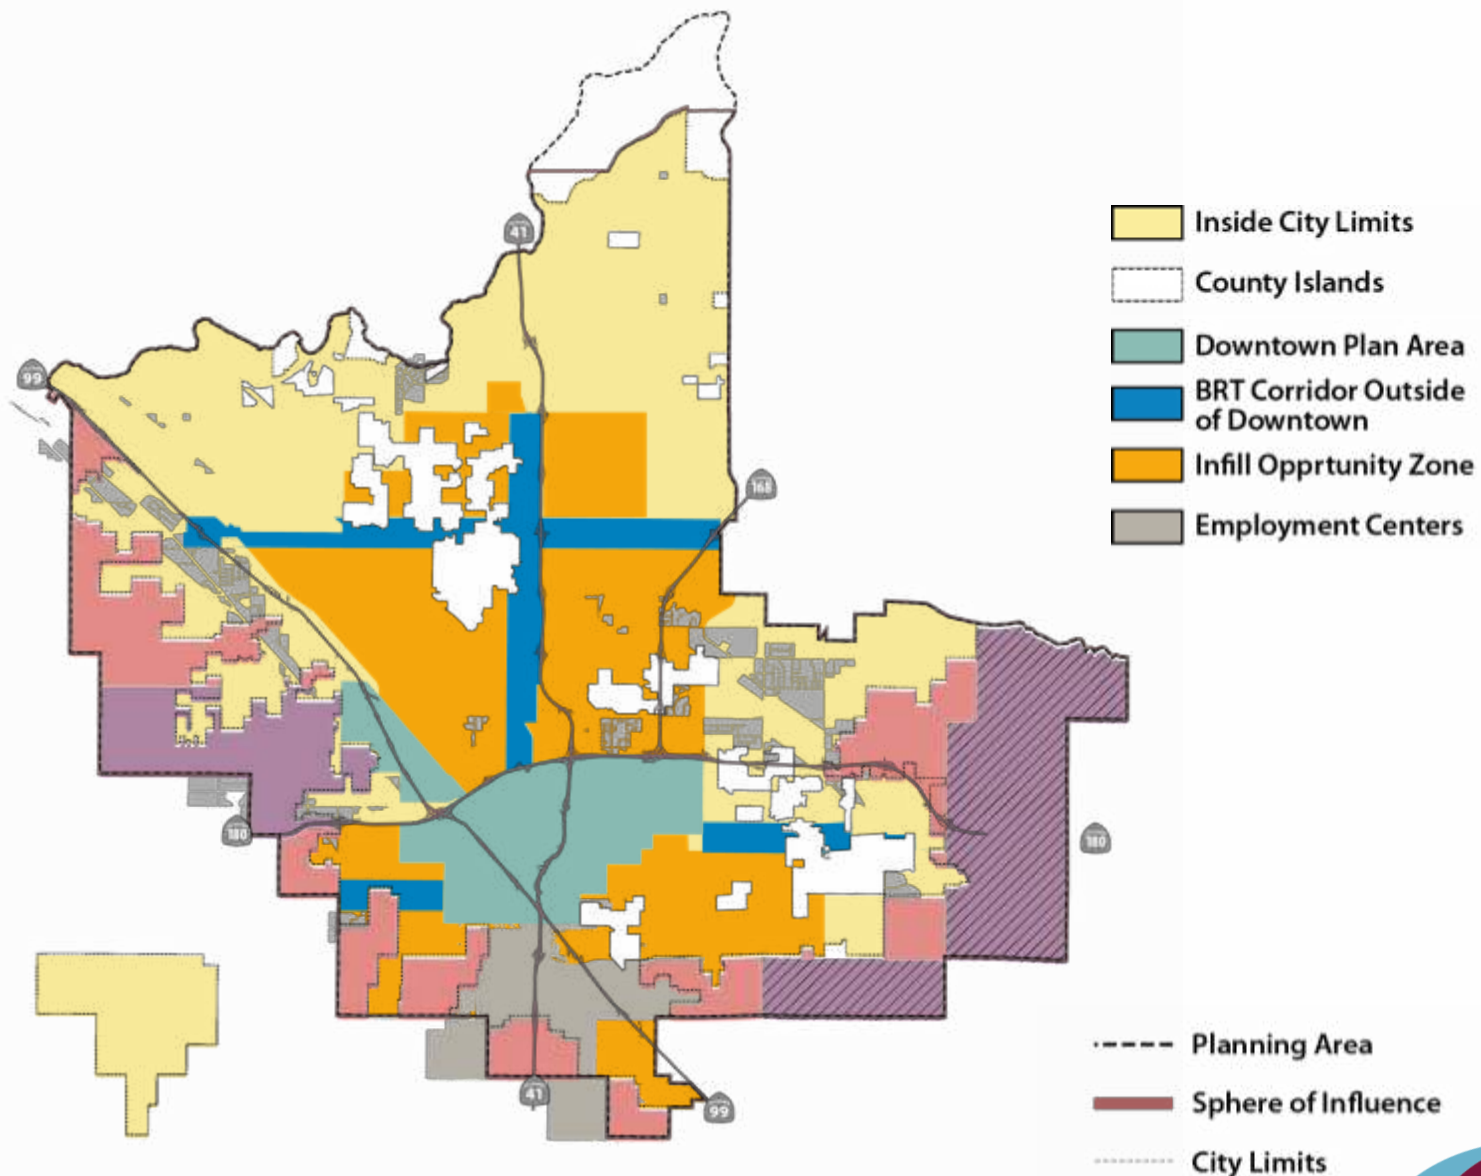 41
99
168
180
180
41
99
Inside City Limits
County Islands
Downtown Plan Area
BRT Corridor Outside
of Downtown
Infill Opprtunity Zone
Employment Centers
Planning Area
Sphere of Influence
City Limits